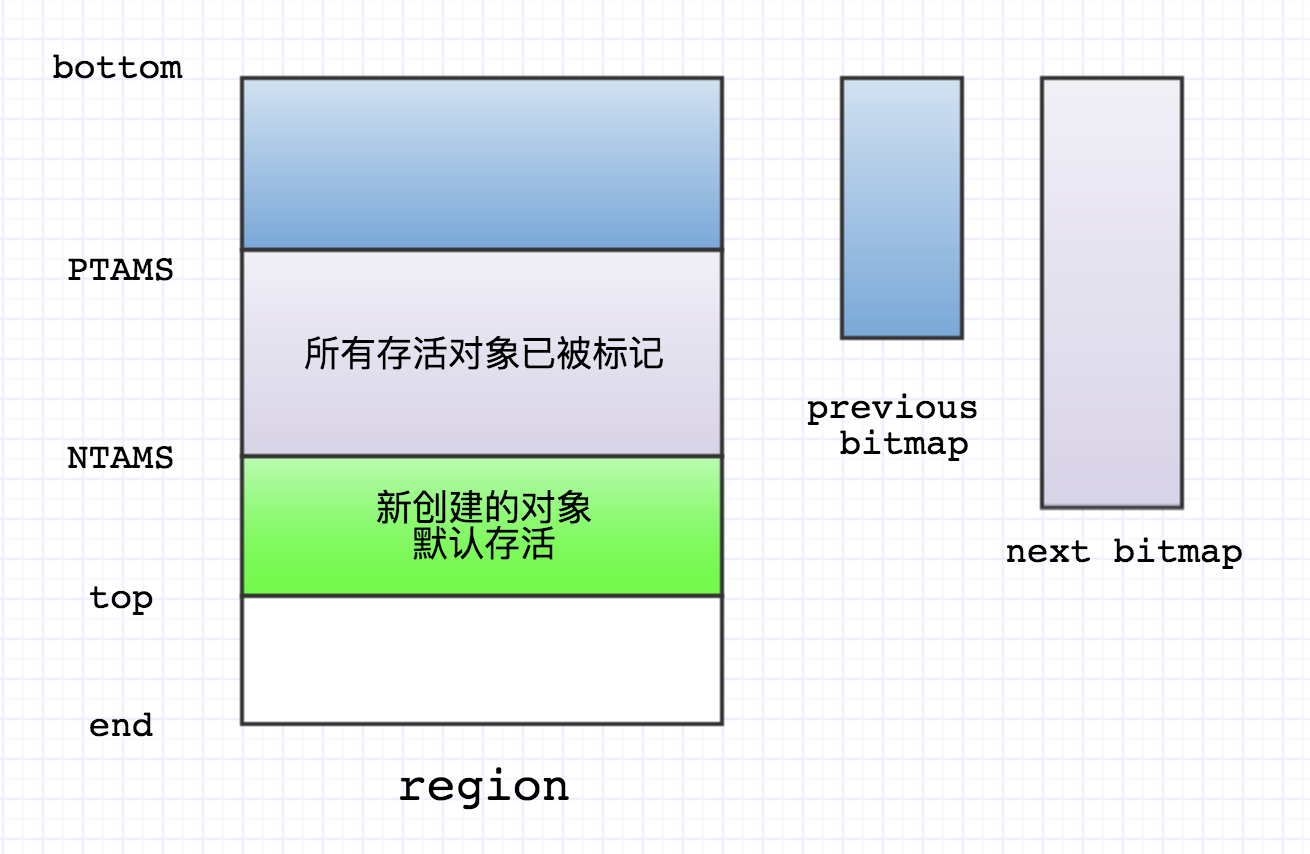 bottom
PTAMS
所有存活对象已被标记
NTAMS
新创建的对象
默认存活
top
end
region
previous
bitmap
next bitmap